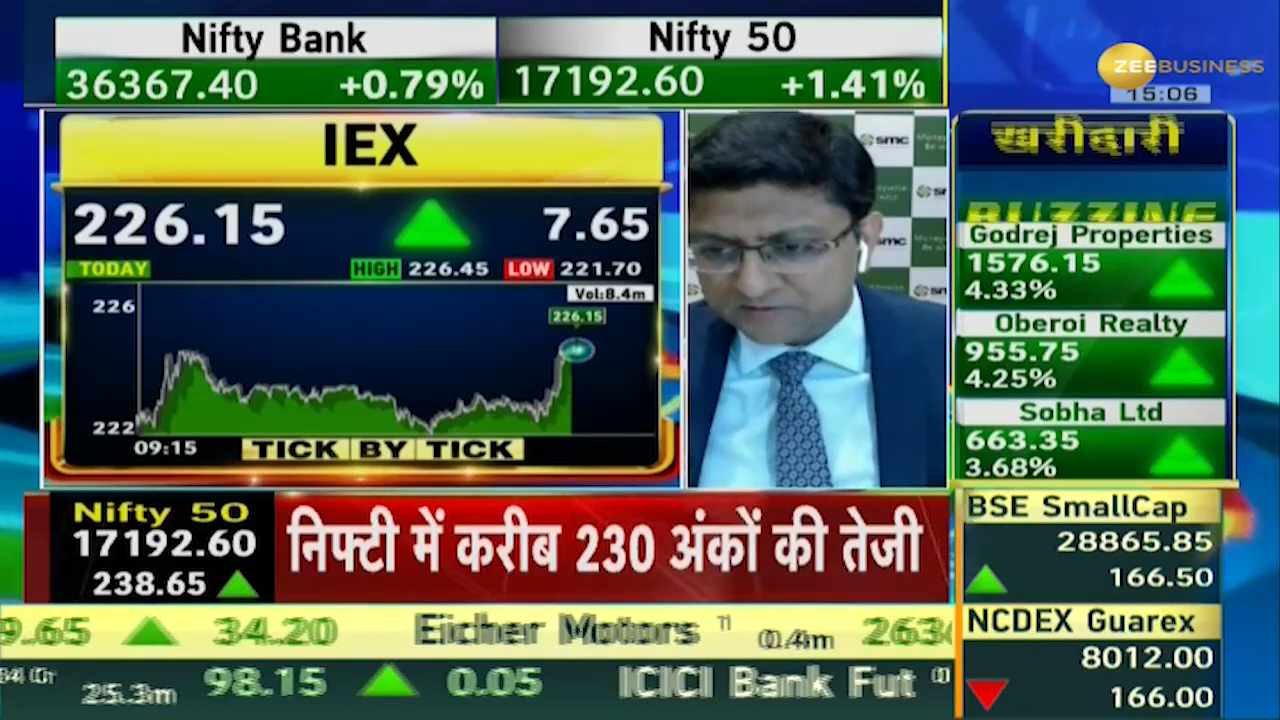 Nifty Bank
36367.40 +0.79%
Nifty 50
17192.60 +1.41%
ZEEBUSINESS
15:06
IEX
226.15 7.65
TODAY HIGH 226.45 LOW 221.70
Vol:8.4m
226
226.15
222
09:15
TICK BY TICK
smc
खरीदारी
BUZZING
Godrej Properties
1576.15
4.33%
Oberoi Realty
955.75
4.25%
Sobha Ltd
663.35
3.68%
Nifty 50
17192.60
238.65
निफ्टी में करीब 230 अंकों की तेजी
BSE SmallCap
28865.85
166.50
NCDEX Guarex
8012.00
166.00
9.65 34.20 Eicher Motors 0.4m 263
25.3m 98.15 0.05 ICICI Bank Fut